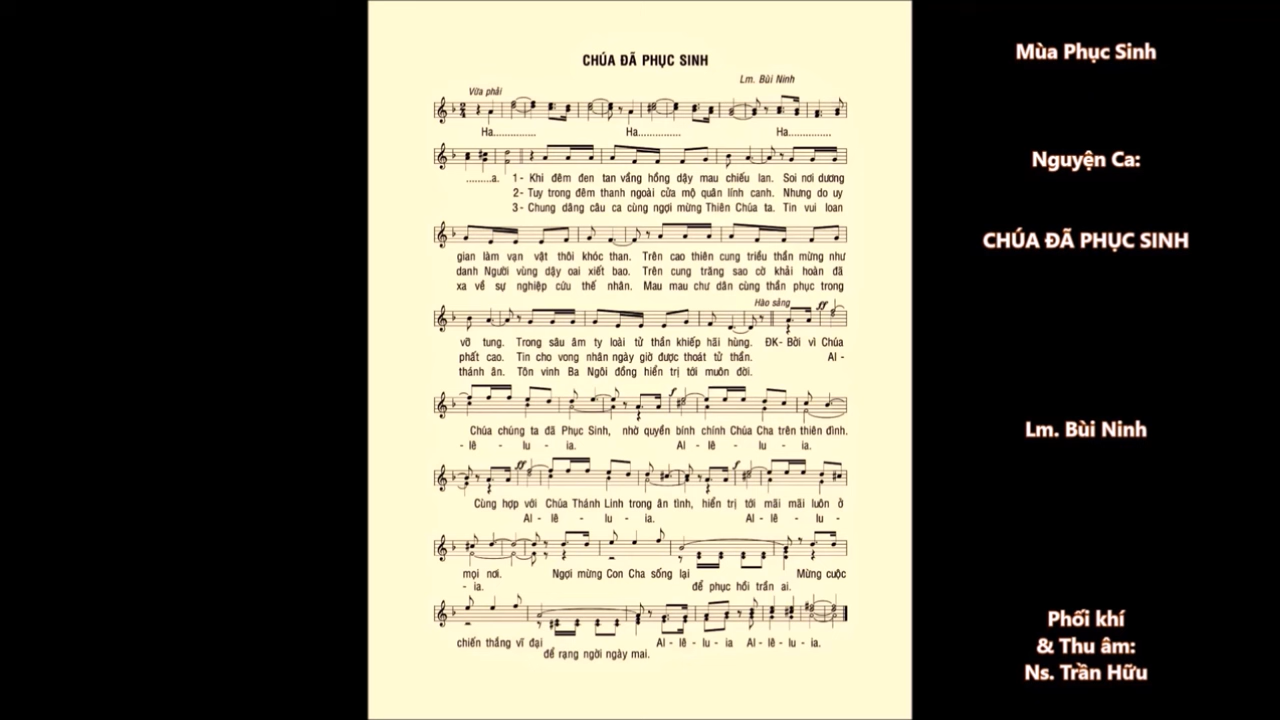 CHÚA ĐÃ PHỤC SINH
Lm. Bùi Ninh
Vừa phải
Ha.............. Ha.............. Ha..............
.........a. 1- Khi đêm đen tan vầng hồng dậy mau chiếu lan. Soi nơi dương
2- Tuy trong đêm thanh ngoài cửa mộ quân lính canh. Nhưng do uy
3- Chung dâng câu ca cùng ngợi mừng Thiên Chúa ta. Tin vui loan
gian làm vạn vật thôi khóc than. Trên cao thiên cung triều thần mừng như
danh Người vùng dậy oai xiết bao. Trên cung trăng sao cờ khải hoàn đã
xa về sự nghiệp cứu thế nhân. Mau mau chư dân cùng thần phục trong
Hào sảng
ff
vỡ tung. Trong sâu âm ty loài tử thần khiếp hãi hùng. ĐK- Bởi vì Chúa
phất cao. Tin cho vong nhân ngày giờ được thoát tử thần. Al -
thánh ân. Tôn vinh Ba Ngôi đồng hiển trị tới muôn đời.
f
Chúa chúng ta đã Phục Sinh, nhờ quyền bính chính Chúa Cha trên thiên đình.
- lê - lu - ia. Al - lê - lu - ia.
ff f
Cùng hợp với Chúa Thánh Linh trong ân tình, hiển trị tới mãi mãi luôn ở
Al - lê - lu - ia. Al - lê - lu -
mọi nơi. Ngợi mừng Con Cha sống lại Mừng cuộc
- ia. để phục hồi trần ai.
chiến thắng vĩ đại Al - lê - lu - ia Al - lê - lu - ia.
để rạng ngời ngày mai.
Mùa Phục Sinh
Nguyện Ca:
CHÚA ĐÃ PHỤC SINH
Lm. Bùi Ninh
Phối khí
& Thu âm:
Ns. Trần Hữu